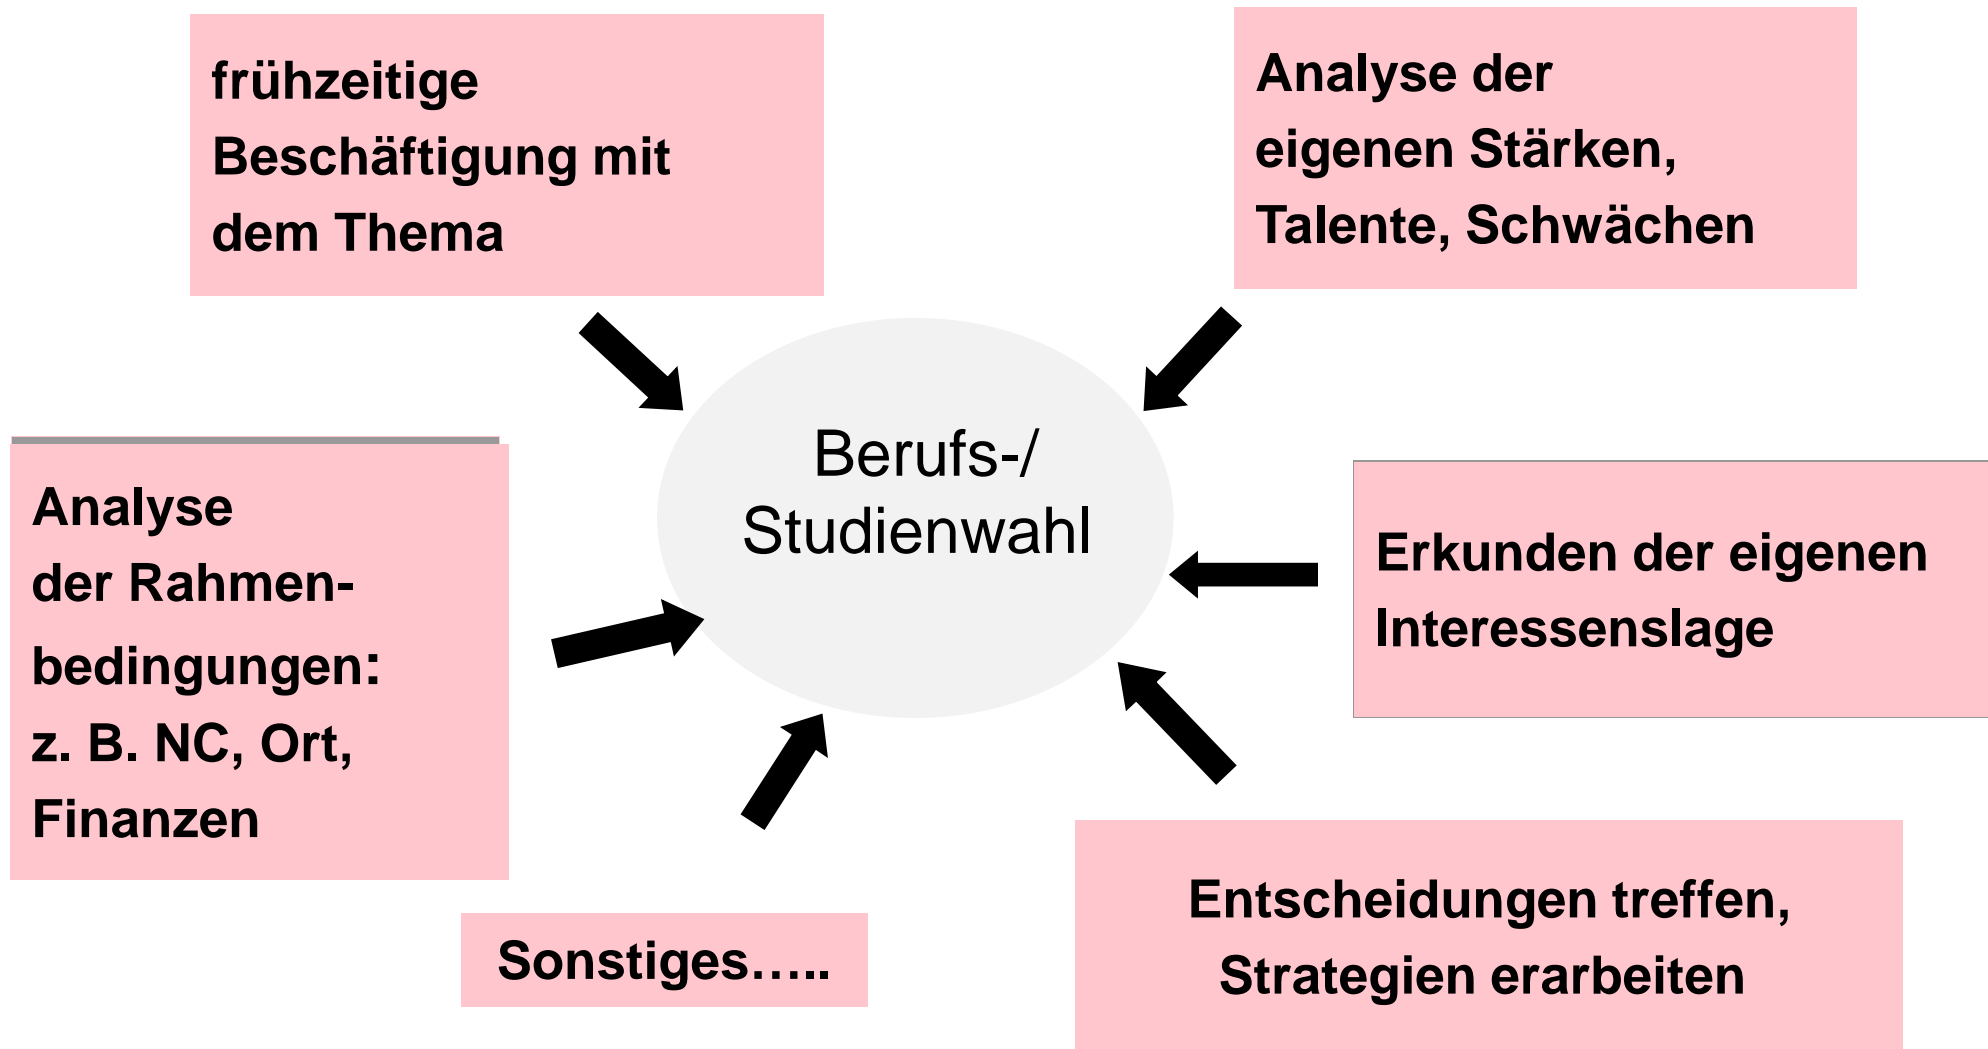 frühzeitige
Beschäftigung mit
dem Thema
Analyse der
eigenen Stärken,
Talente, Schwächen
Berufs-/
Studienwahl
Analyse
der Rahmen-
bedingungen:
z. B. NC, Ort,
Finanzen
Erkunden der eigenen
Interessenslage
Sonstiges…..
Entscheidungen treffen,
Strategien erarbeiten